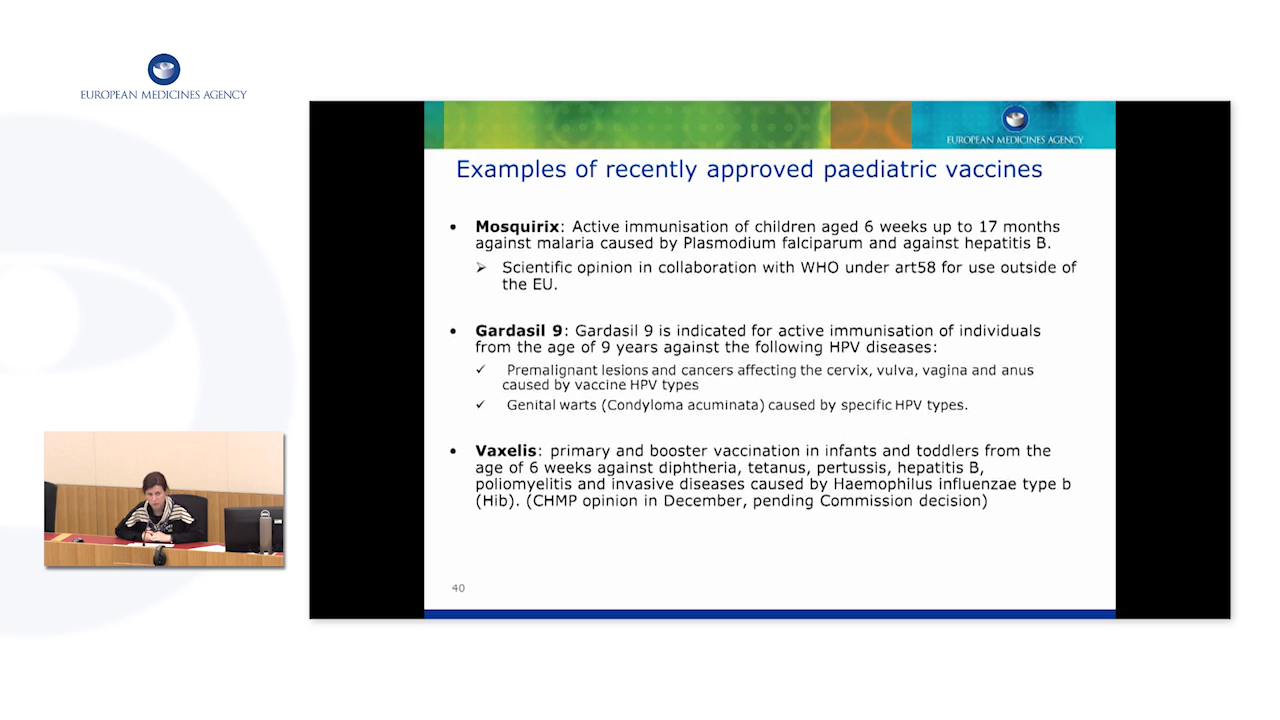 EUROPEAN MEDICINES AGENCY
EUROPEAN MEDICINES AGENCY
Examples of recently approved paediatric vaccines
• Mosquirix: Active immunisation of children aged 6 weeks up to 17 months
against malaria caused by Plasmodium falciparum and against hepatitis B.
➢ Scientific opinion in collaboration with WHO under art58 for use outside of
the EU.
• Gardasil 9: Gardasil 9 is indicated for active immunisation of individuals
from the age of 9 years against the following HPV diseases:
✓ Premalignant lesions and cancers affecting the cervix, vulva, vagina and anus
caused by vaccine HPV types
✓ Genital warts (Condyloma acuminata) caused by specific HPV types.
• Vaxelis: primary and booster vaccination in infants and toddlers from the
age of 6 weeks against diphtheria, tetanus, pertussis, hepatitis B,
poliomyelitis and invasive diseases caused by Haemophilus influenzae type b
(Hib). (CHMP opinion in December, pending Commission decision)
40